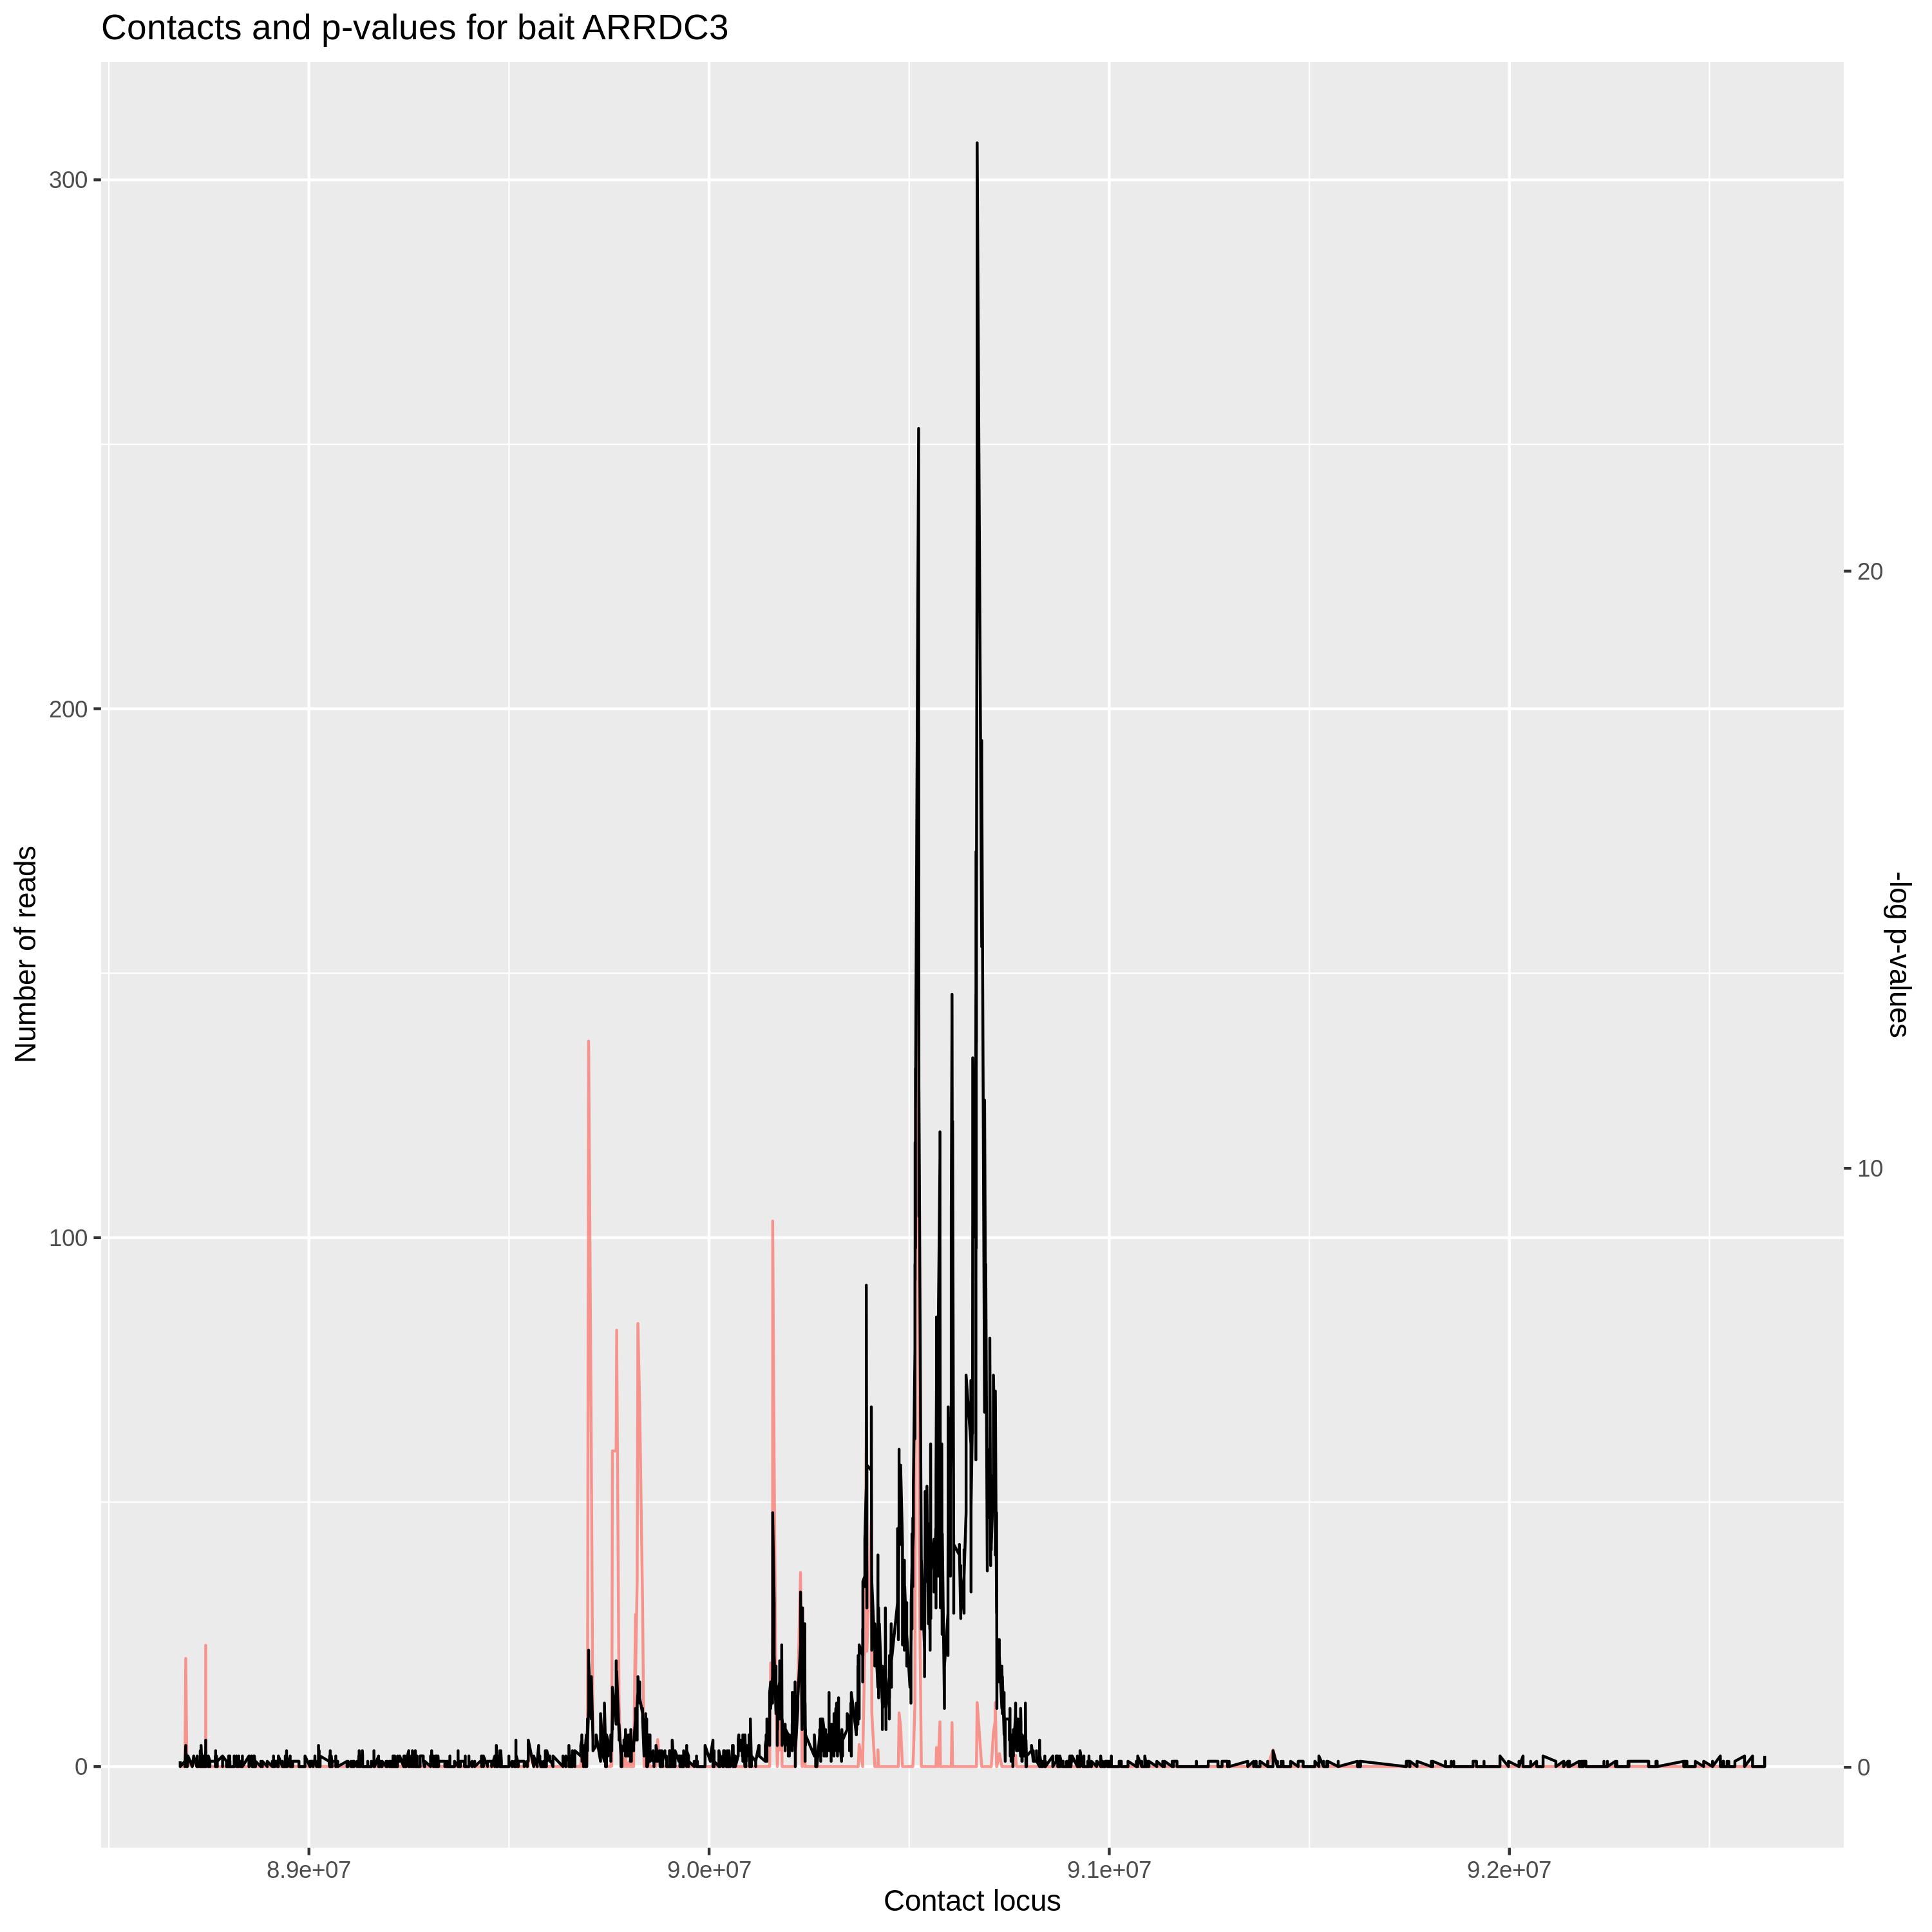 Contacts and p-values for bait ARRDC3
300
200
100
0
Number of reads
20
10
0
-log p-values
8.9e+07
9.0e+07
9.1e+07
9.2e+07
Contact locus